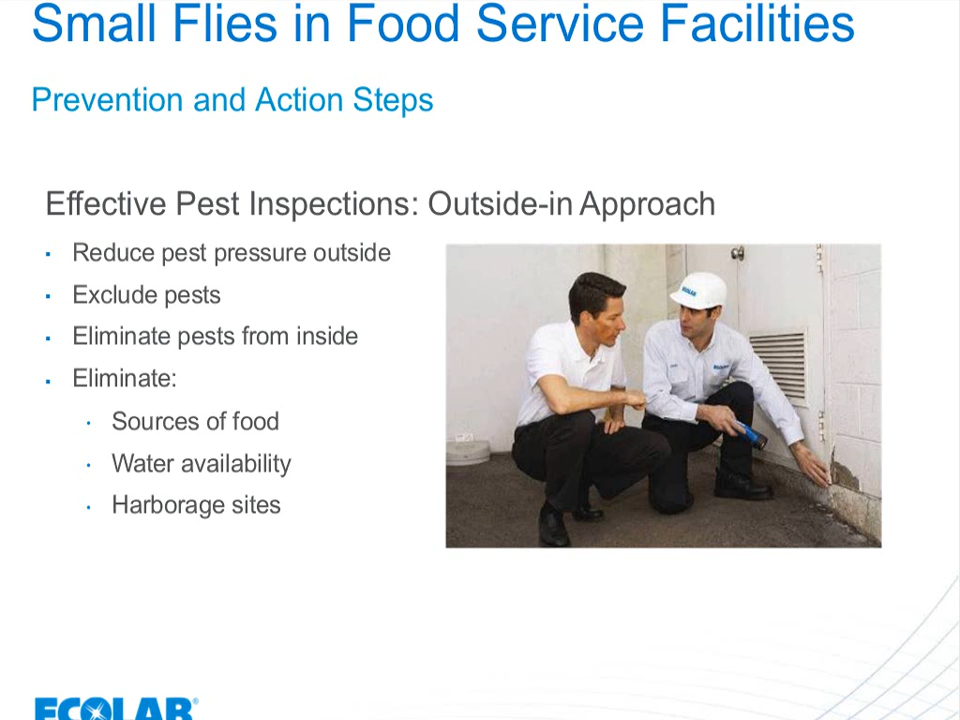 Small Flies in Food Service Facilities
Prevention and Action Steps
Effective Pest Inspections: Outside-in Approach
▪ Reduce pest pressure outside
▪ Exclude pests
▪ Eliminate pests from inside
▪ Eliminate:
• Sources of food
• Water availability
• Harborage sites
ECOLAB
ECOLAB®